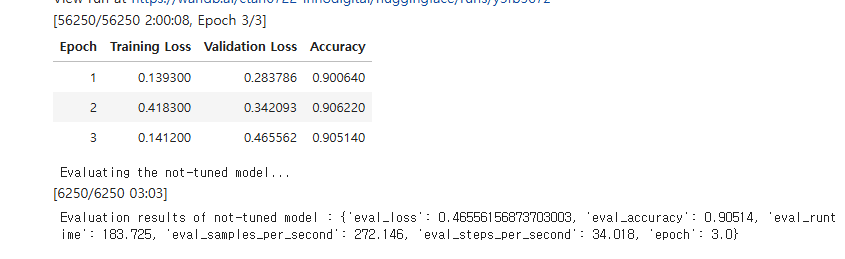 [56250/56250 2:00:08, Epoch 3/3]
Epoch Training Loss Validation Loss Accuracy
1 0.139300 0.283786 0.900640
2 0.418300 0.342093 0.906220
3 0.141200 0.465562 0.905140
Evaluating the not-tuned model...
[6250/6250 03:03]
Evaluation results of not-tuned model : {'eval_loss': 0.46556156873703003, 'eval_accuracy': 0.90514, 'eval_runt
ime': 183.725, 'eval_samples_per_second': 272.146, 'eval_steps_per_second': 34.018, 'epoch': 3.0}